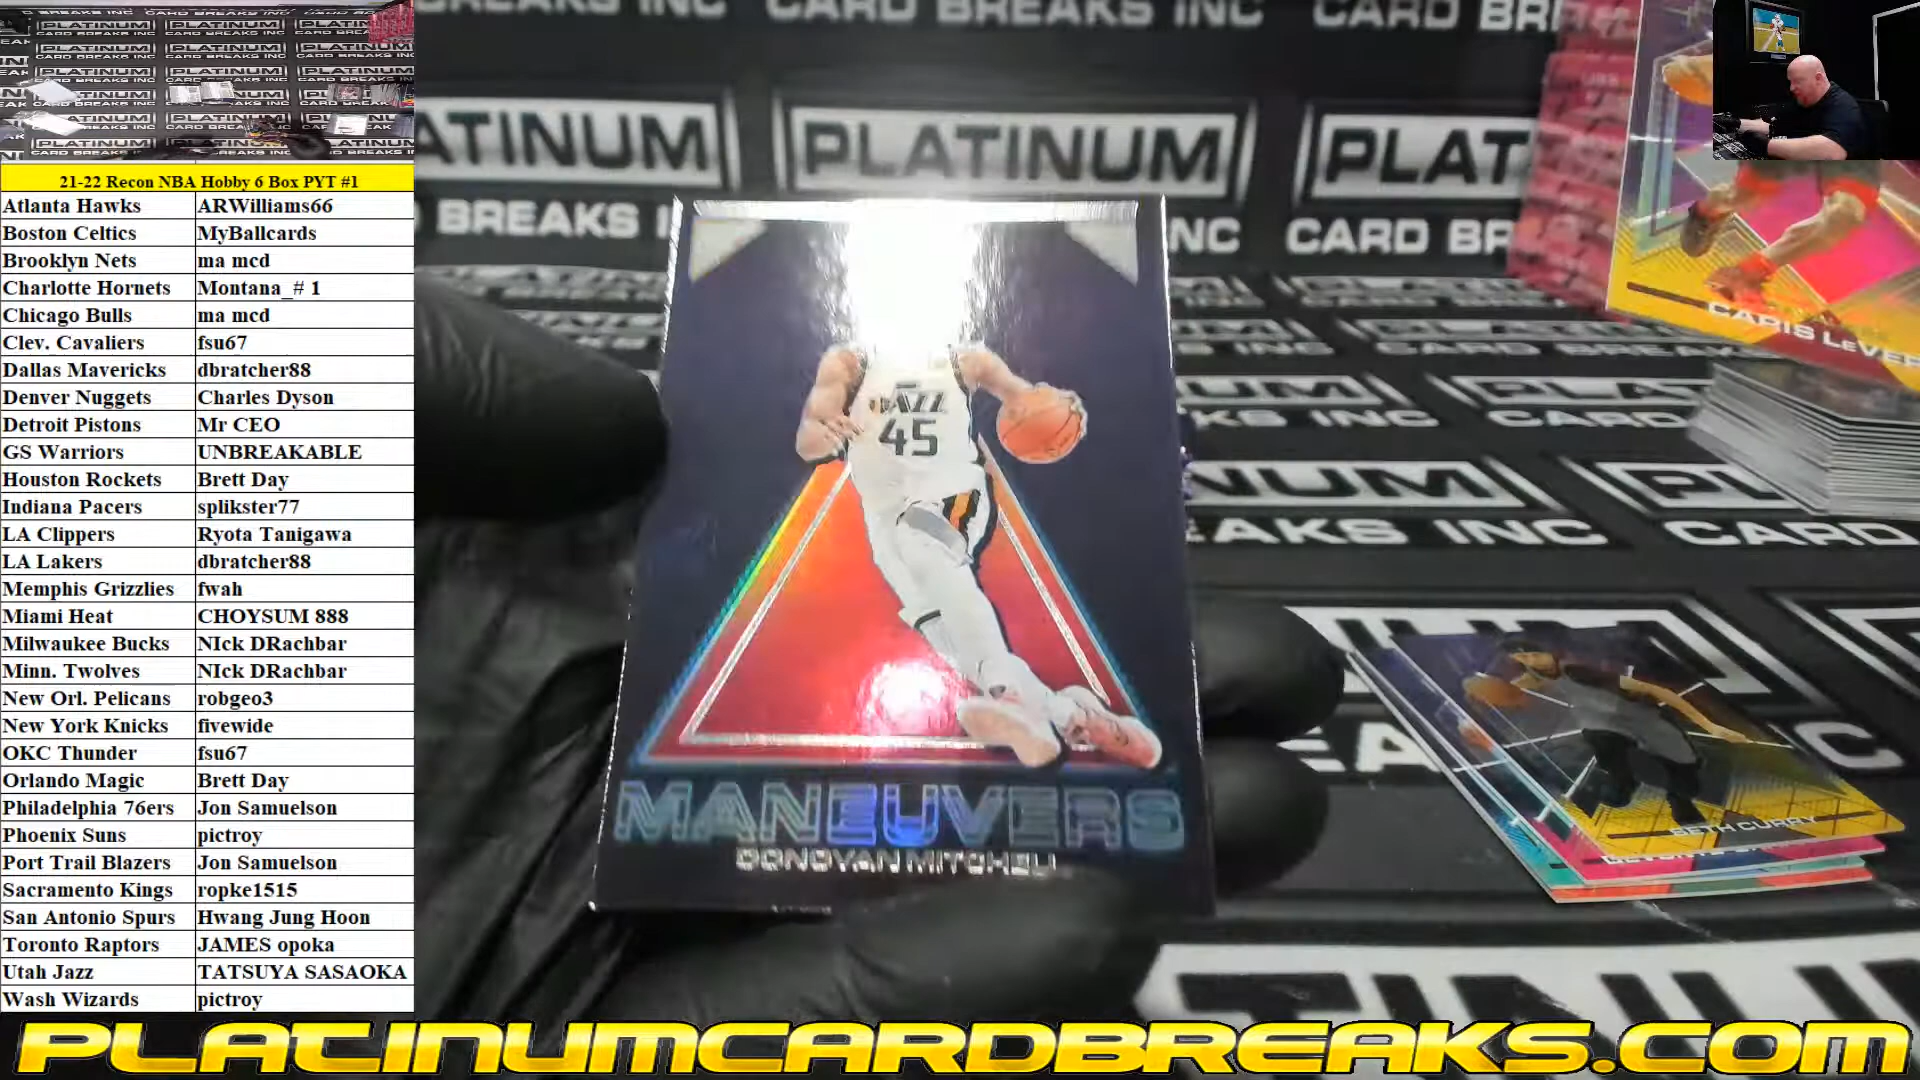 21-22 Recon NBA Hobby 6 Box PYT #1
Atlanta Hawks ARWilliams66
Boston Celtics MyBallcards
Brooklyn Nets ma mcd
Charlotte Hornets Montana_# 1
Chicago Bulls ma mcd
Clev. Cavaliers fsu67
Dallas Mavericks dbratcher88
Denver Nuggets Charles Dyson
Detroit Pistons Mr CEO
GS Warriors UNBREAKABLE
Houston Rockets Brett Day
Indiana Pacers splikster77
LA Clippers Ryota Tanigawa
LA Lakers dbratcher88
Memphis Grizzlies fwah
Miami Heat CHOYSUM 888
Milwaukee Bucks NIck DRachbar
Minn. Twolves NIck DRachbar
New Orl. Pelicans robgeo3
New York Knicks fivewide
OKC Thunder fsu67
Orlando Magic Brett Day
Philadelphia 76ers Jon Samuelson
Phoenix Suns pictroy
Port Trail Blazers Jon Samuelson
Sacramento Kings ropke1515
San Antonio Spurs Hwang Jung Hoon
Toronto Raptors JAMES opoka
Utah Jazz TATSUYA SASAOKA
Wash Wizards pictroy
CARD BREAKS INC
PLATINUM
CARD BREAKS INC
JAZZ
45
MANEUVERS
DONOVAN MITCHELL
CARIS LEVER
SETH CURRY
PLATINUMCARDBREAKS.COM